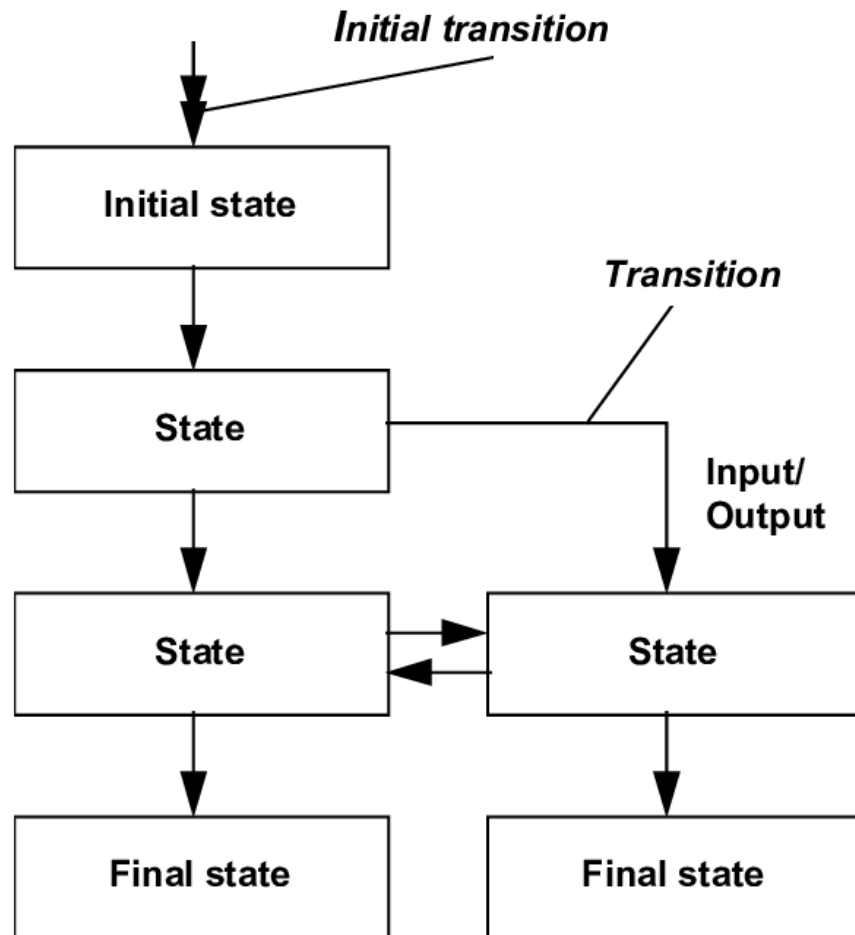 Initial transition
Initial state
Transition
State
Input/
Output
State
State
Final state
Final state